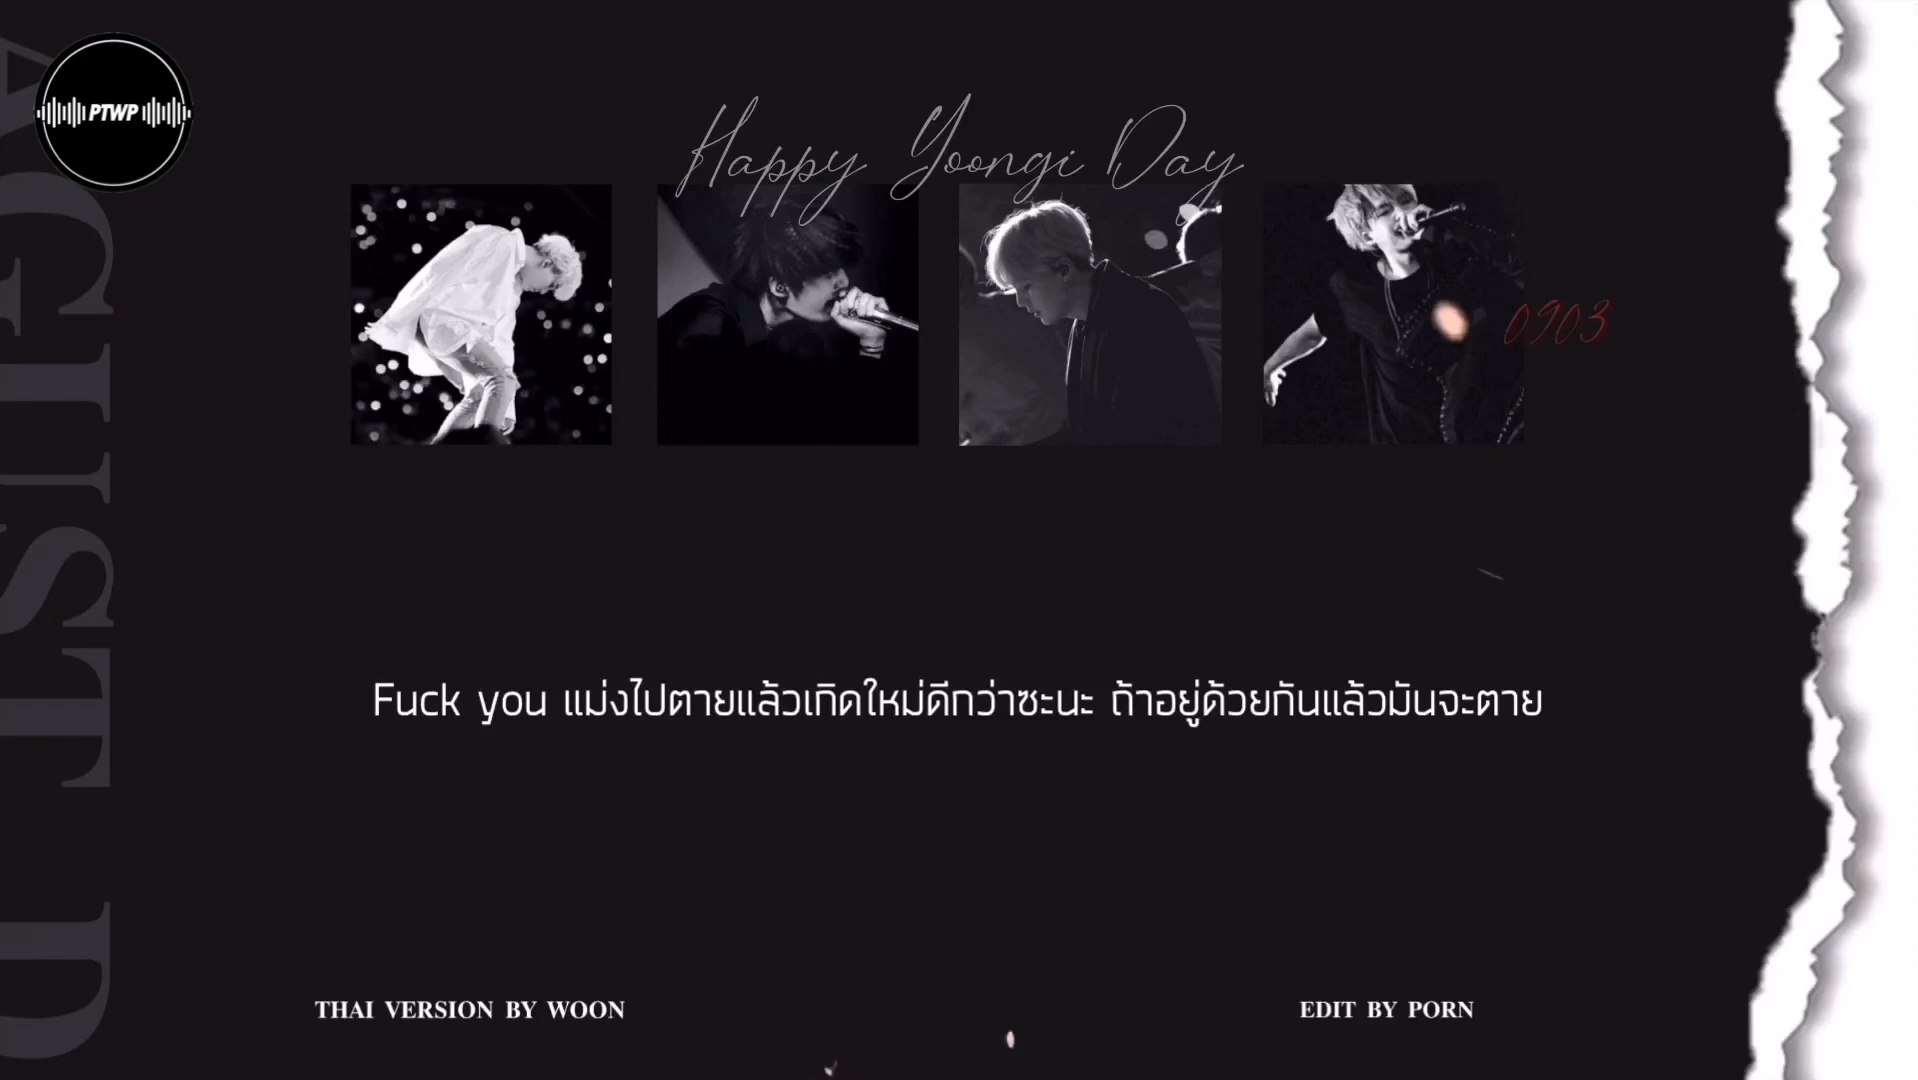 PTWP
AGUST D
Happy Yoongi Day
0903
Fuck you แม่งไปตายแล้วเกิดใหม่ดีกว่าซะนะ ถ้าอยู่ด้วยกันแล้วมันจะตาย
THAI VERSION BY WOON
EDIT BY PORN